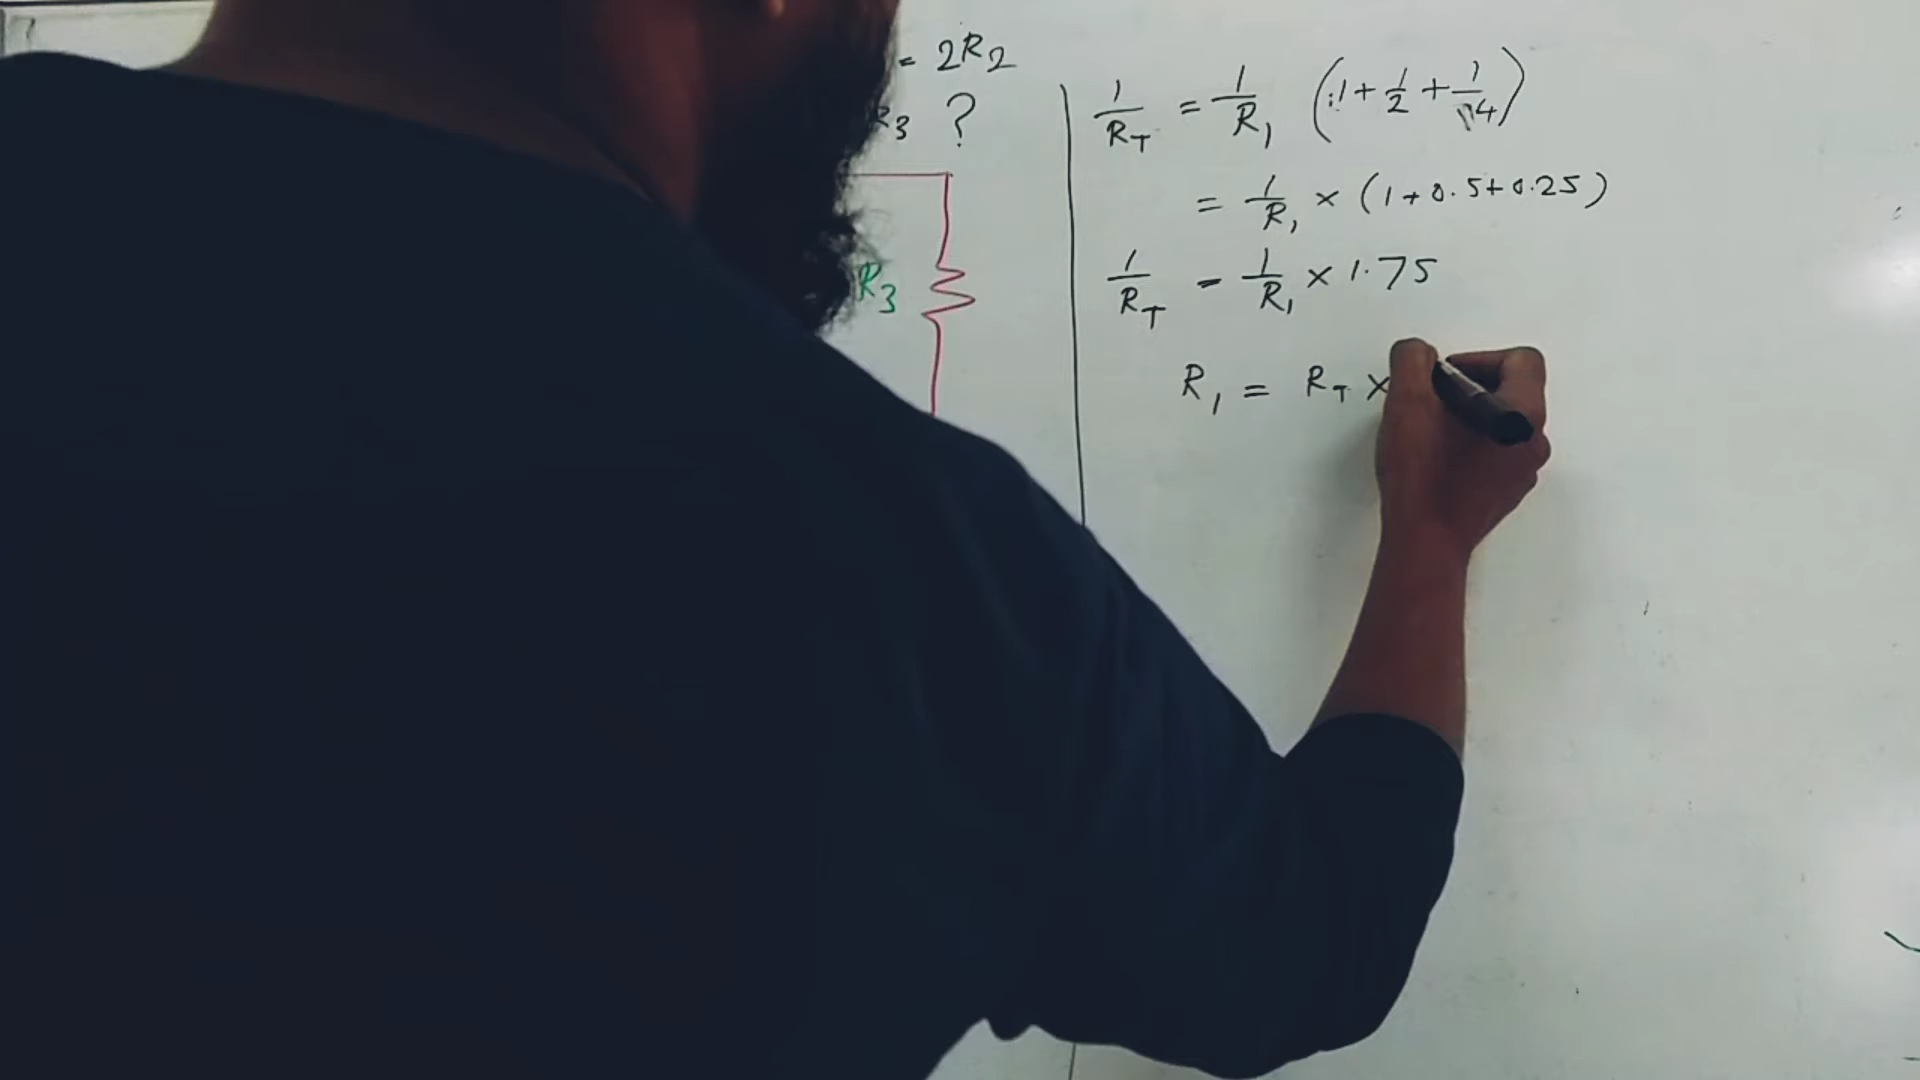 = 2R2
R3 ?
R3
1/RT = 1/R1 (1 + 1/2 + 1/4)
= 1/R1 × (1 + 0.5 + 0.25)
1/RT = 1/R1 × 1.75
R1 = RT ×